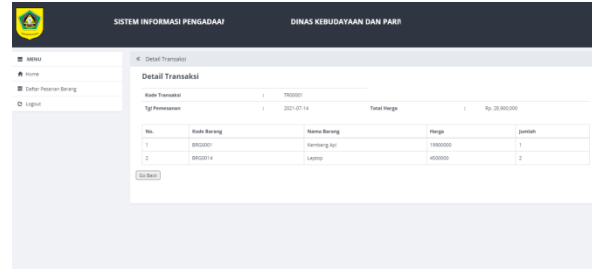 SISTEM INFORMASI PENGADAAN DINAS KEBUDAYAAN DAN PARI
MENU
Home
Daftar Pesanan Barang
Logout
« Detail Transaksi
Detail Transaksi
Kode Transaksi : TR00001
Tgl Pemesanan : 2021-07-14 Total Harga : Rp. 28,900,000
No. Kode Barang Nama Barang Harga Jumlah
1 BRG0001 Kembang Api 19900000 1
2 BRG0014 Laptop 4500000 2
Go Back